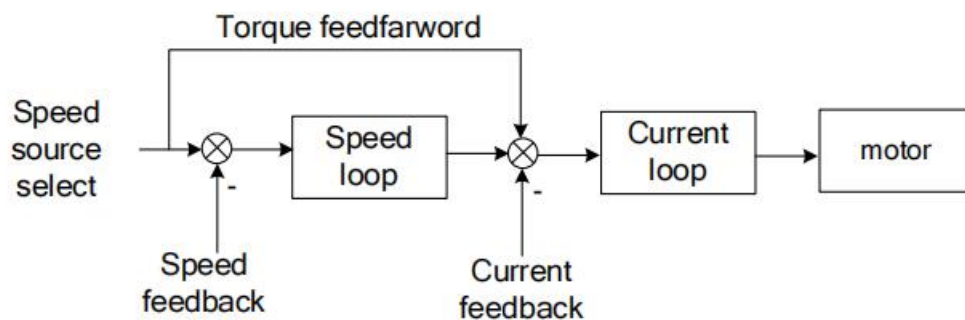 Torque feedfarword
Speed
source
select
Speed
loop
Current
loop
motor
-
-
Speed
feedback
Current
feedback